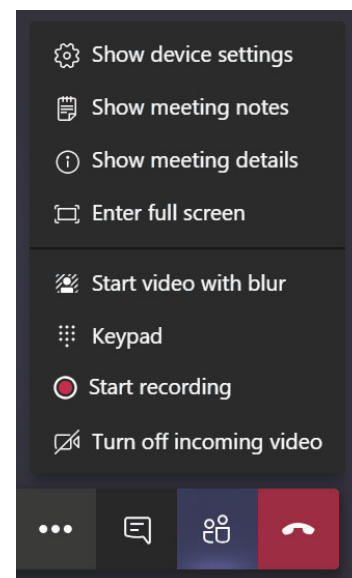 Show device settings
Show meeting notes
Show meeting details
Enter full screen
Start video with blur
Keypad
Start recording
Turn off incoming video